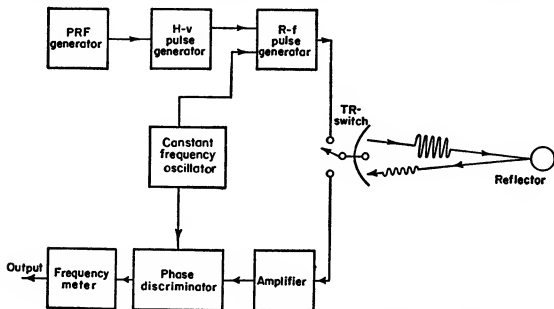 PRF
generator
H-v
pulse
generator
R-f
pulse
generator
TR-
switch
Constant
frequency
oscillator
Reflector
Output
Frequency
meter
Phase
discriminator
Amplifier